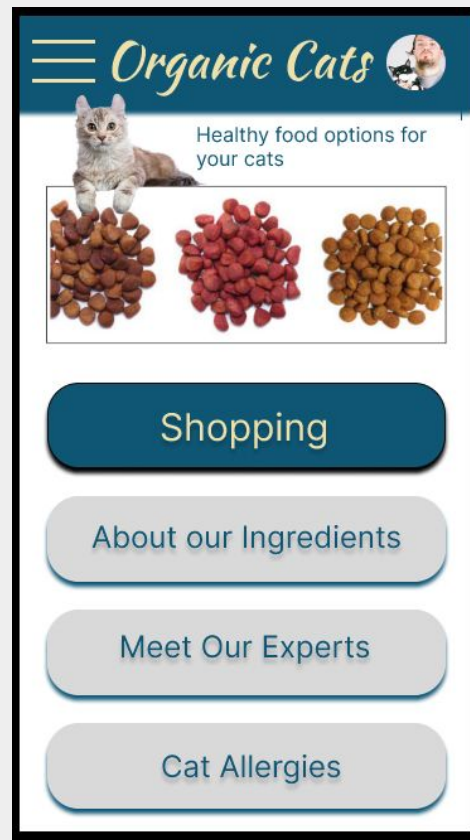 Organic Cats
Healthy food options for
your cats
Shopping
About our Ingredients
Meet Our Experts
Cat Allergies